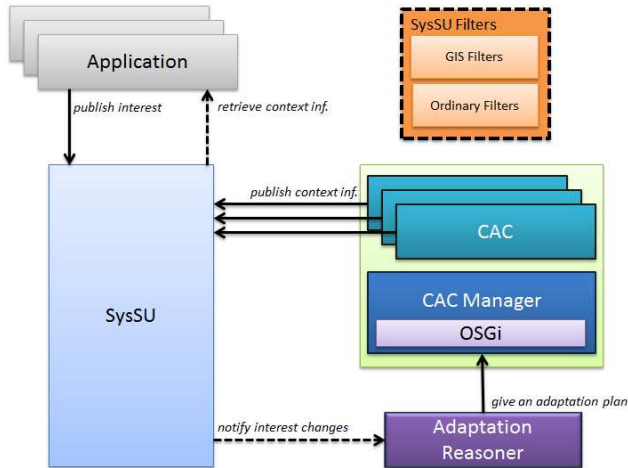 SysSU Filters
GIS Filters
Ordinary Filters
Application
publish interest
retrieve context inf.
publish context inf.
CAC
CAC Manager
OSGi
SysSU
give an adaptation plan
notify interest changes
Adaptation
Reasoner